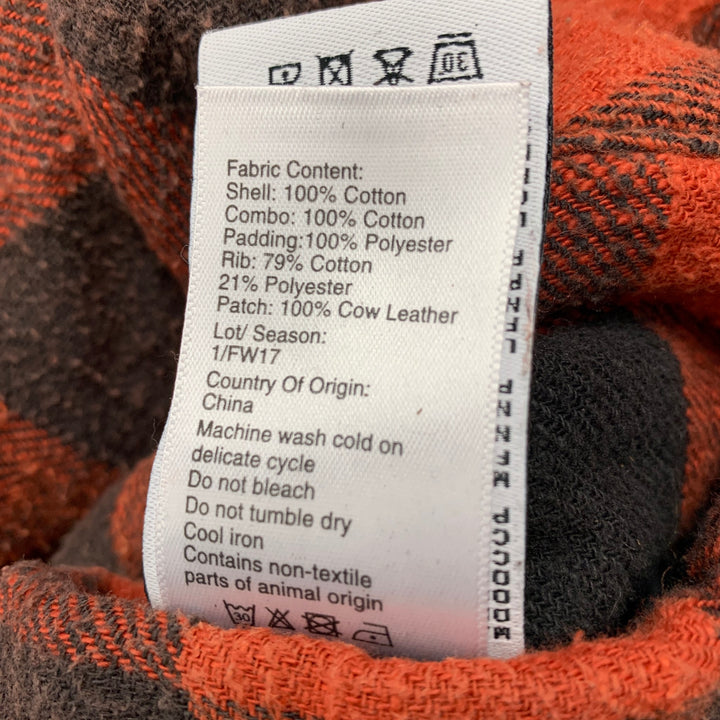 Fabric Content:
Shell: 100% Cotton
Combo: 100% Cotton
Padding:100% Polyester
Rib: 79% Cotton
21% Polyester
Patch: 100% Cow Leather
Lot/ Season:
1/FW17
Country Of Origin:
China
Machine wash cold on
delicate cycle
Do not bleach
Do not tumble dry
Cool iron
Contains non-textile
parts of animal origin
30